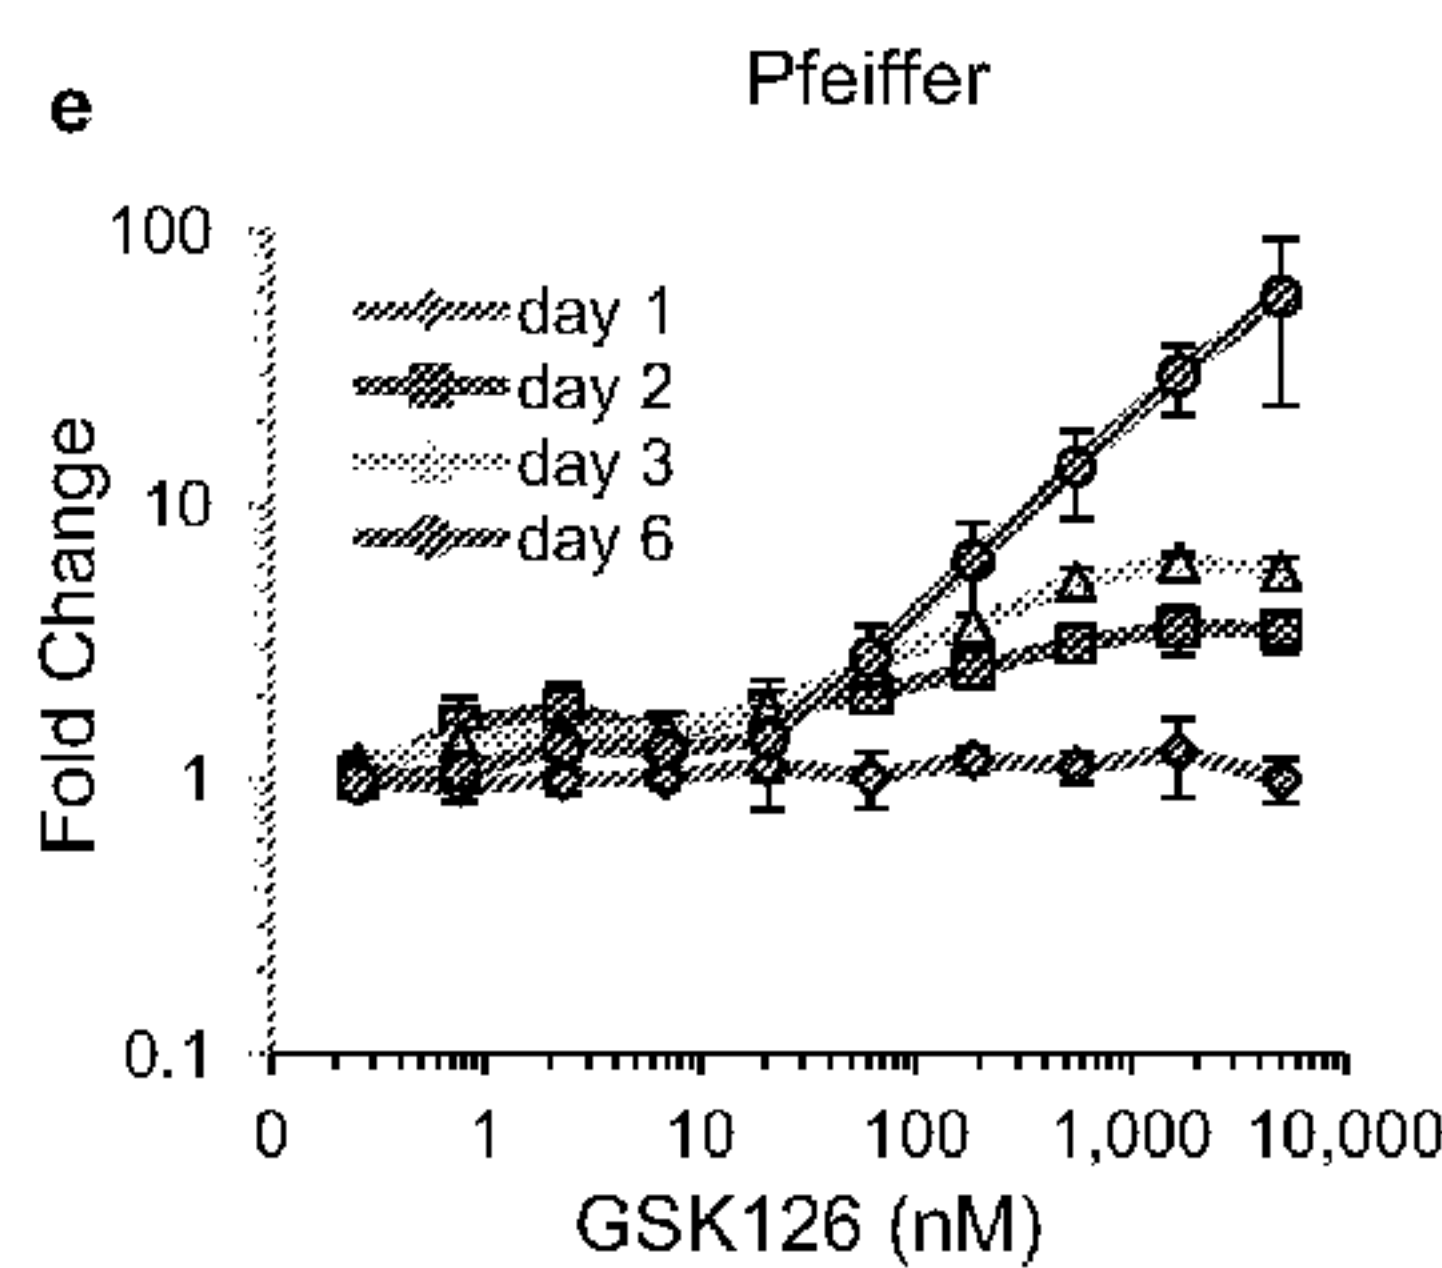 e
Pfeiffer
100
10
1
0.1
Fold Change
day 1
day 2
day 3
day 6
0 1 10 100 1,000 10,000
GSK126 (nM)